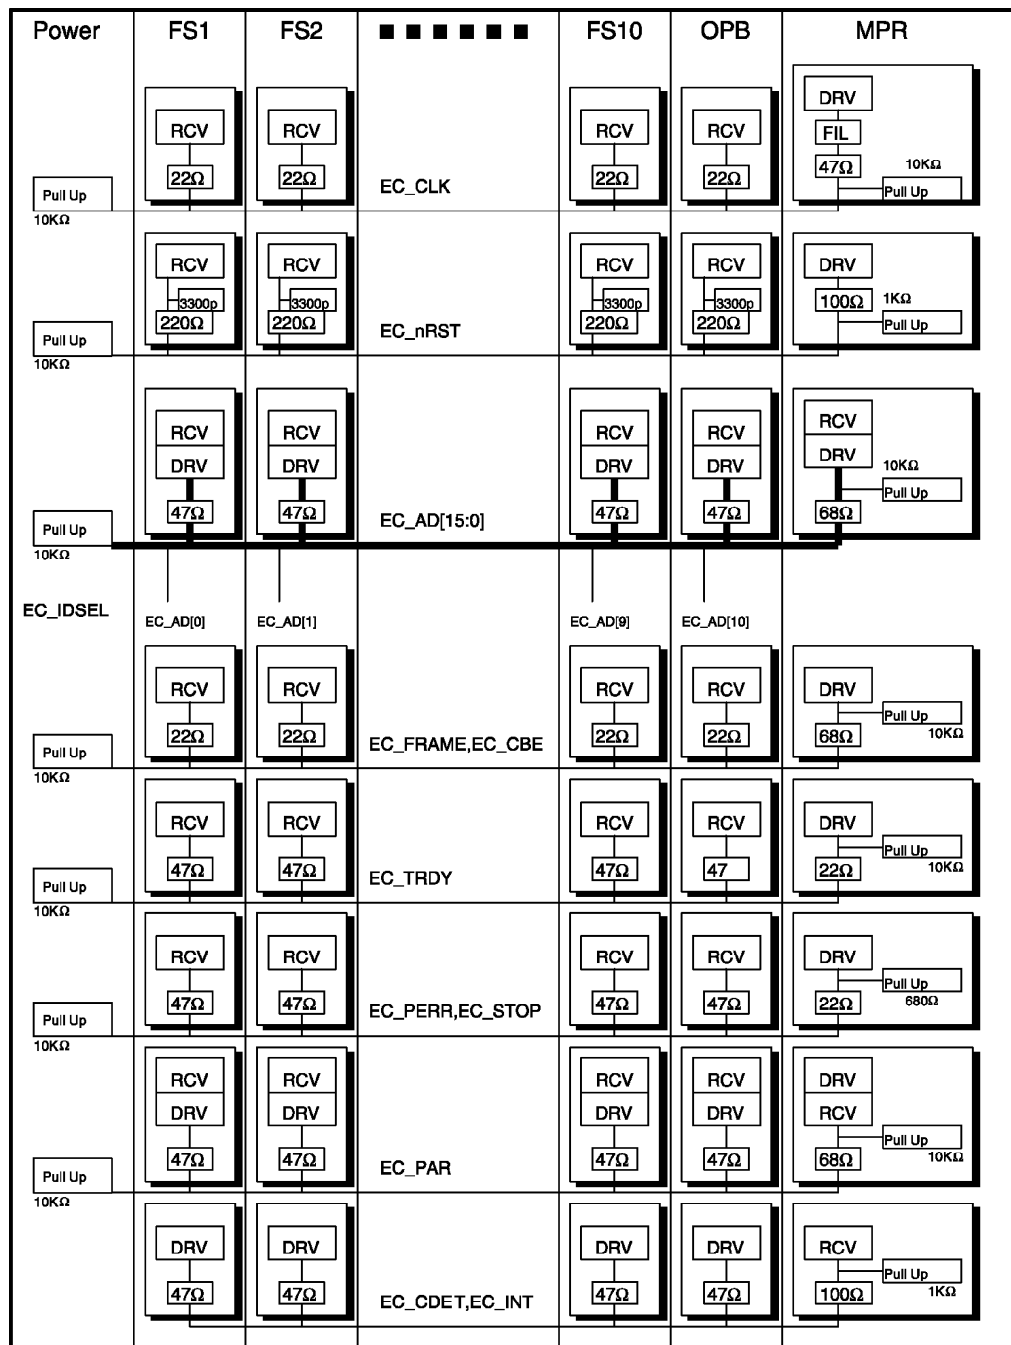 Power FS1 FS2 ■ ■ ■ ■ ■ ■ FS10 OPB MPR
DRV
RCV RCV RCV RCV FIL
22Ω 22Ω 22Ω 22Ω 47Ω 10KΩ
Pull Up EC_CLK Pull Up
10KΩ
RCV RCV RCV RCV DRV
3300p 3300p 3300p 3300p 100Ω 1KΩ
220Ω 220Ω 220Ω 220Ω Pull Up
Pull Up EC_nRST
10KΩ
RCV RCV RCV RCV RCV
DRV DRV DRV DRV DRV 10KΩ
Pull Up
47Ω 47Ω 47Ω 47Ω 68Ω
Pull Up EC_AD[15:0]
10KΩ
EC_IDSEL EC_AD[0] EC_AD[1] EC_AD[9] EC_AD[10]
RCV RCV RCV RCV DRV
Pull Up
22Ω 22Ω 22Ω 22Ω 68Ω 10KΩ
Pull Up EC_FRAME,EC_CBE
10KΩ
RCV RCV RCV RCV DRV
Pull Up
47Ω 47Ω 47Ω 47 22Ω 10KΩ
Pull Up EC_TRDY
10KΩ
RCV RCV RCV RCV DRV
Pull Up
47Ω 47Ω 47Ω 47Ω 22Ω 680Ω
Pull Up EC_PERR,EC_STOP
10KΩ
RCV RCV RCV RCV DRV
DRV DRV DRV DRV RCV
Pull Up
47Ω 47Ω 47Ω 47Ω 68Ω 10KΩ
Pull Up EC_PAR
10KΩ
DRV DRV DRV DRV RCV
Pull Up
47Ω 47Ω 47Ω 47Ω 100Ω 1KΩ
EC_CDET,EC_INT